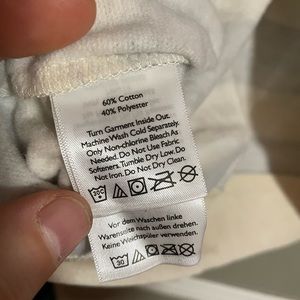 60% Cotton
40% Polyester
Turn Garment Inside Out.
Machine Wash Cold Separately.
Only Non-chlorine Bleach As
Needed. Do Not Use Fabric
Softeners. Tumble Dry Low. Do
Not Iron. Do Not Dry Clean.
Vor dem Waschen linke
Warenseite nach außen drehen.
Keine Weichspüler verwenden.
30